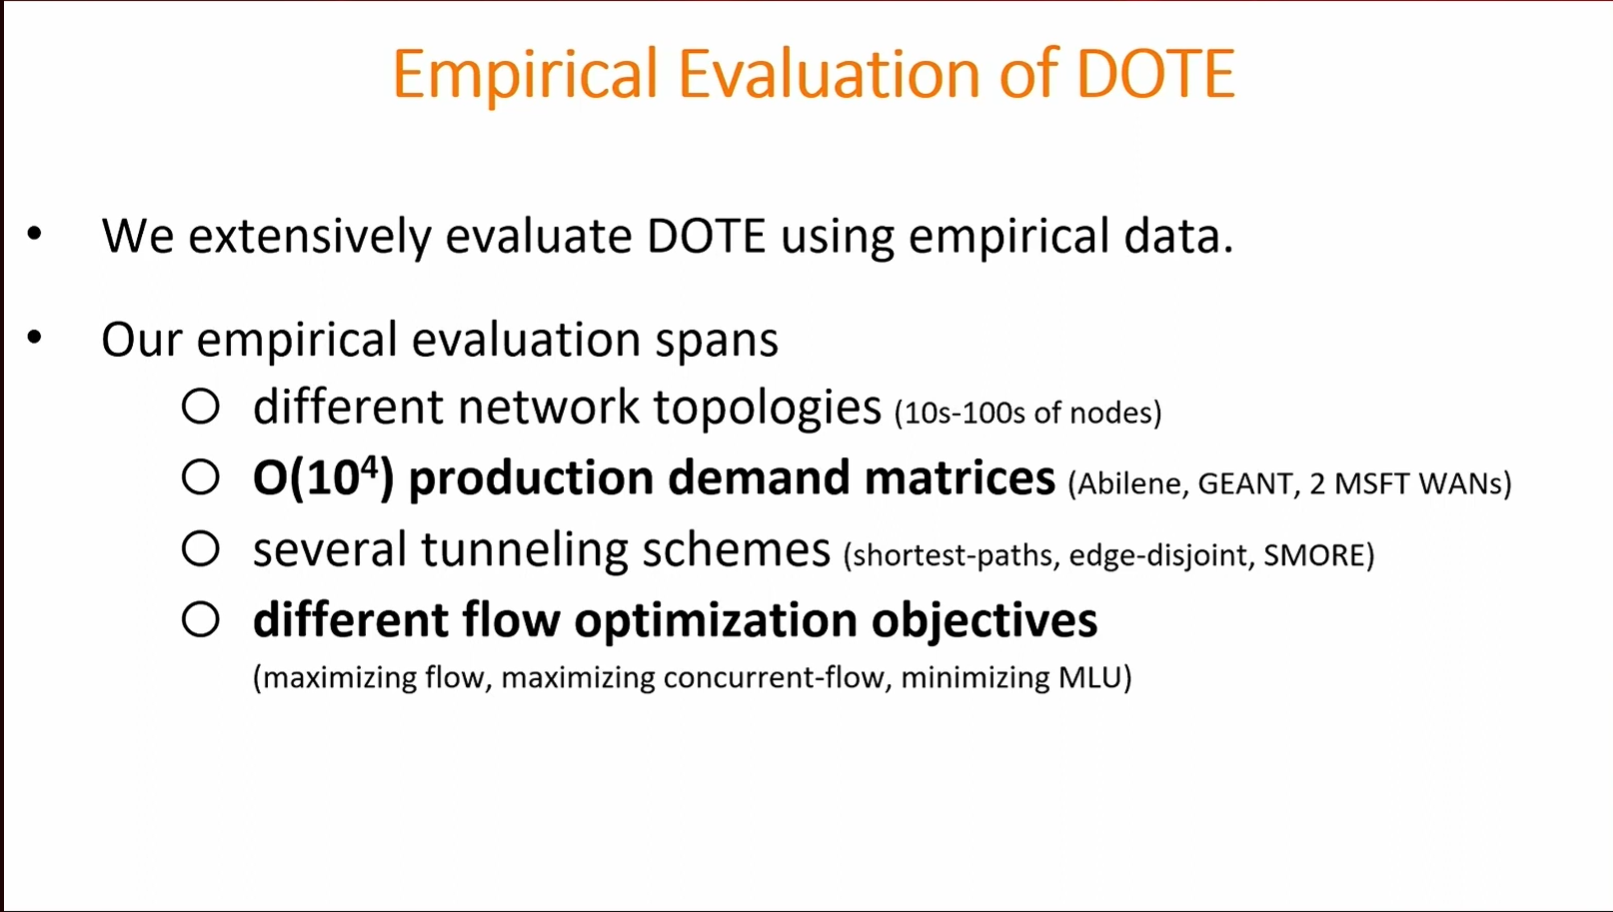 Empirical Evaluation of DOTE
• We extensively evaluate DOTE using empirical data.
• Our empirical evaluation spans
○ different network topologies (10s-100s of nodes)
○ O(10⁴) production demand matrices (Abilene, GEANT, 2 MSFT WANs)
○ several tunneling schemes (shortest-paths, edge-disjoint, SMORE)
○ different flow optimization objectives
(maximizing flow, maximizing concurrent-flow, minimizing MLU)